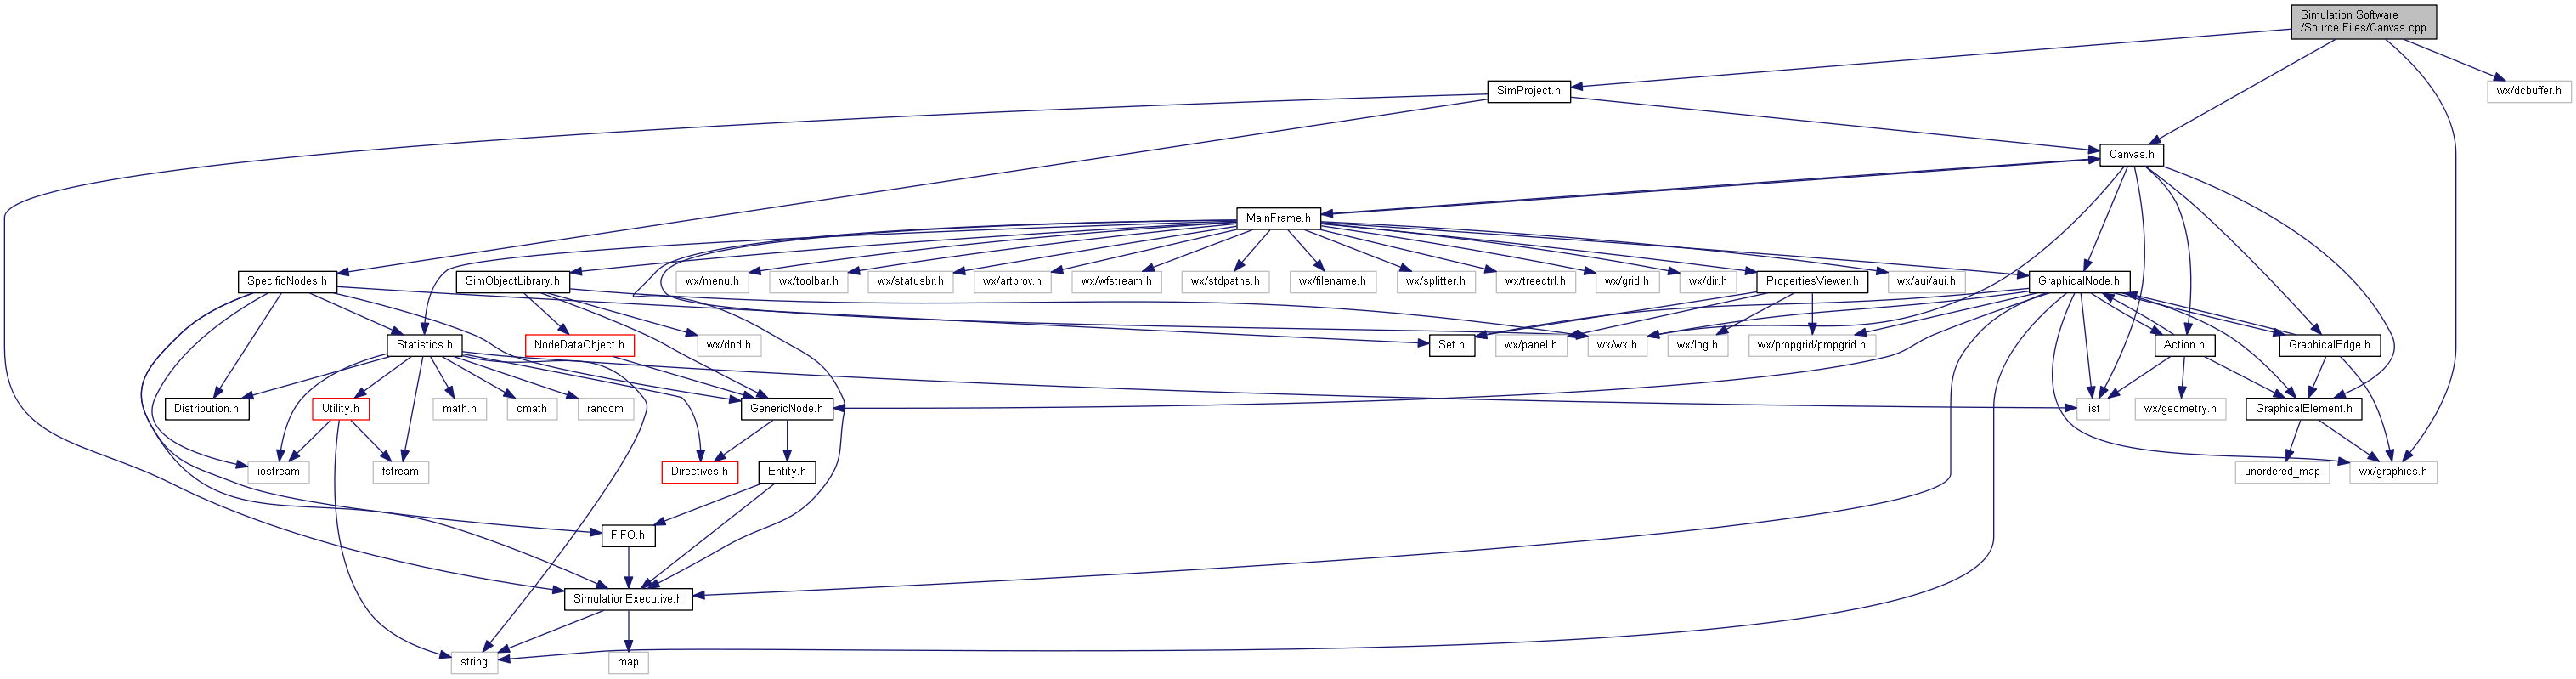 Simulation Software
/Source Files/Canvas.cpp
SimProject.h
wx/dcbuffer.h
Canvas.h
MainFrame.h
SpecificNodes.h
SimObjectLibrary.h
wx/menu.h
wx/toolbar.h
wx/statusbr.h
wx/artprov.h
wx/wfstream.h
wx/stdpaths.h
wx/filename.h
wx/splitter.h
wx/treectrl.h
wx/grid.h
wx/dir.h
PropertiesViewer.h
wx/aui/aui.h
GraphicalNode.h
Statistics.h
NodeDataObject.h
wx/dnd.h
Set.h
wx/panel.h
wx/wx.h
wx/log.h
wx/propgrid/propgrid.h
Action.h
GraphicalEdge.h
Distribution.h
Utility.h
math.h
cmath
random
GenericNode.h
list
wx/geometry.h
GraphicalElement.h
iostream
fstream
Directives.h
Entity.h
unordered_map
wx/graphics.h
FIFO.h
SimulationExecutive.h
string
map